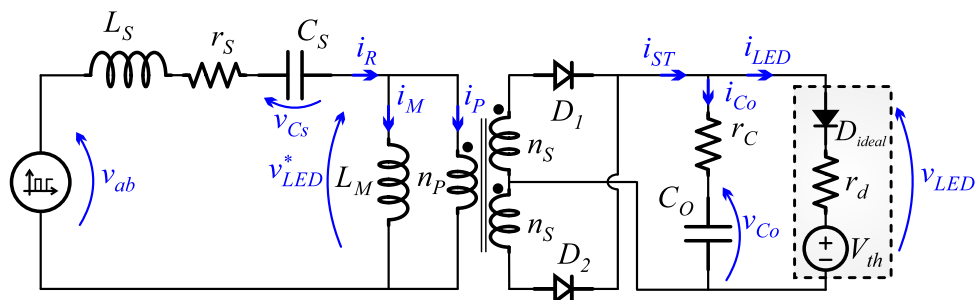 L_S
r_S
C_S
i_R
i_ST
i_LED
i_M
i_P
D_1
i_Co
v_Cs
r_C
D_ideal
v_ab
v*_LED
L_M
n_P
n_S
r_d
v_LED
n_S
C_O
v_Co
V_th
D_2